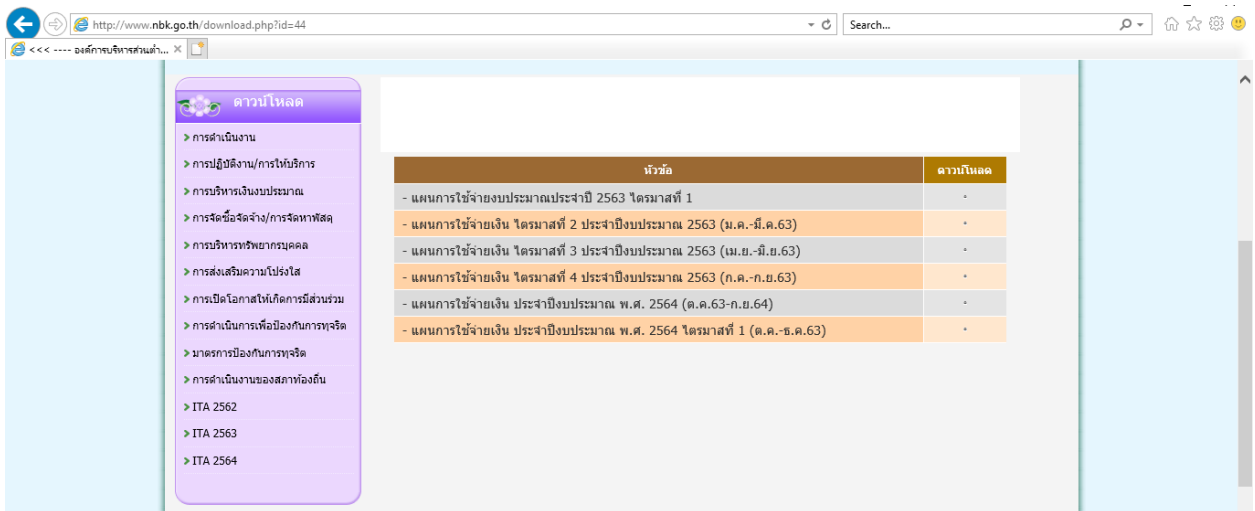 http://www.nbk.go.th/download.php?id=44
Search...
<<< ---- องค์การบริหารส่วนตำ...
ดาวน์โหลด
การดำเนินงาน
การปฏิบัติงาน/การให้บริการ
การบริหารเงินงบประมาณ
การจัดซื้อจัดจ้าง/การจัดหาพัสดุ
การบริหารทรัพยากรบุคคล
การส่งเสริมความโปร่งใส
การเปิดโอกาสให้เกิดการมีส่วนร่วม
การดำเนินการเพื่อป้องกันการทุจริต
มาตรการป้องกันการทุจริต
การดำเนินงานของสภาท้องถิ่น
ITA 2562
ITA 2563
ITA 2564
หัวข้อ ดาวน์โหลด
- แผนการใช้จ่ายงบประมาณประจำปี 2563 ไตรมาสที่ 1
- แผนการใช้จ่ายเงิน ไตรมาสที่ 2 ประจำปีงบประมาณ 2563 (ม.ค.-มี.ค.63)
- แผนการใช้จ่ายเงิน ไตรมาสที่ 3 ประจำปีงบประมาณ 2563 (เม.ย.-มิ.ย.63)
- แผนการใช้จ่ายเงิน ไตรมาสที่ 4 ประจำปีงบประมาณ 2563 (ก.ค.-ก.ย.63)
- แผนการใช้จ่ายเงิน ประจำปีงบประมาณ พ.ศ. 2564 (ต.ค.63-ก.ย.64)
- แผนการใช้จ่ายเงิน ประจำปีงบประมาณ พ.ศ. 2564 ไตรมาสที่ 1 (ต.ค.-ธ.ค.63)